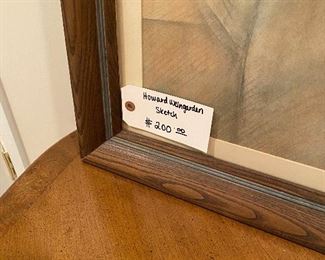 Howard Weingarden
Sketch
# 200.00